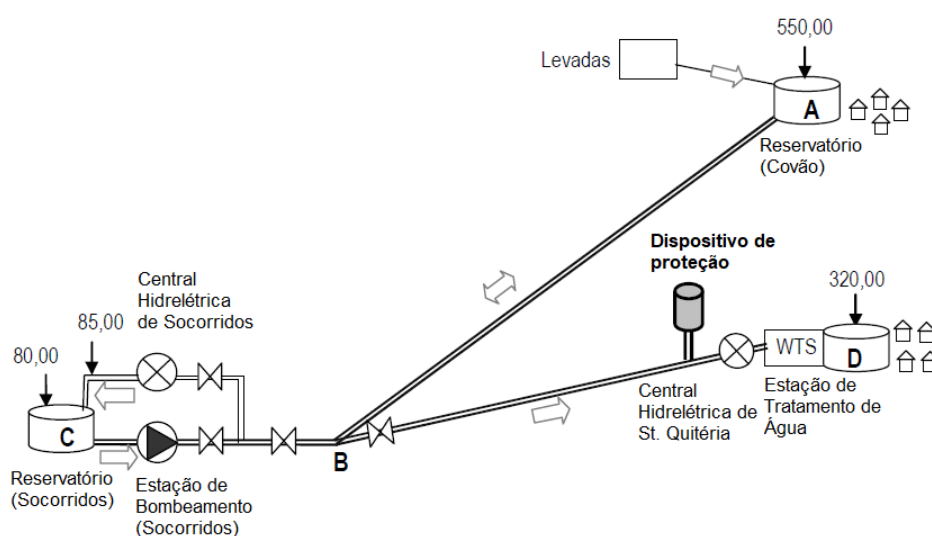 550,00
Levadas
A
Reservatório
(Covão)
Dispositivo de
proteção
320,00
Central
Hidrelétrica
de Socorridos
85,00
80,00
WTS
D
C
B
Central
Hidrelétrica de
St. Quitéria
Estação de
Tratamento de
Água
Reservatório
(Socorridos)
Estação de
Bombeamento
(Socorridos)